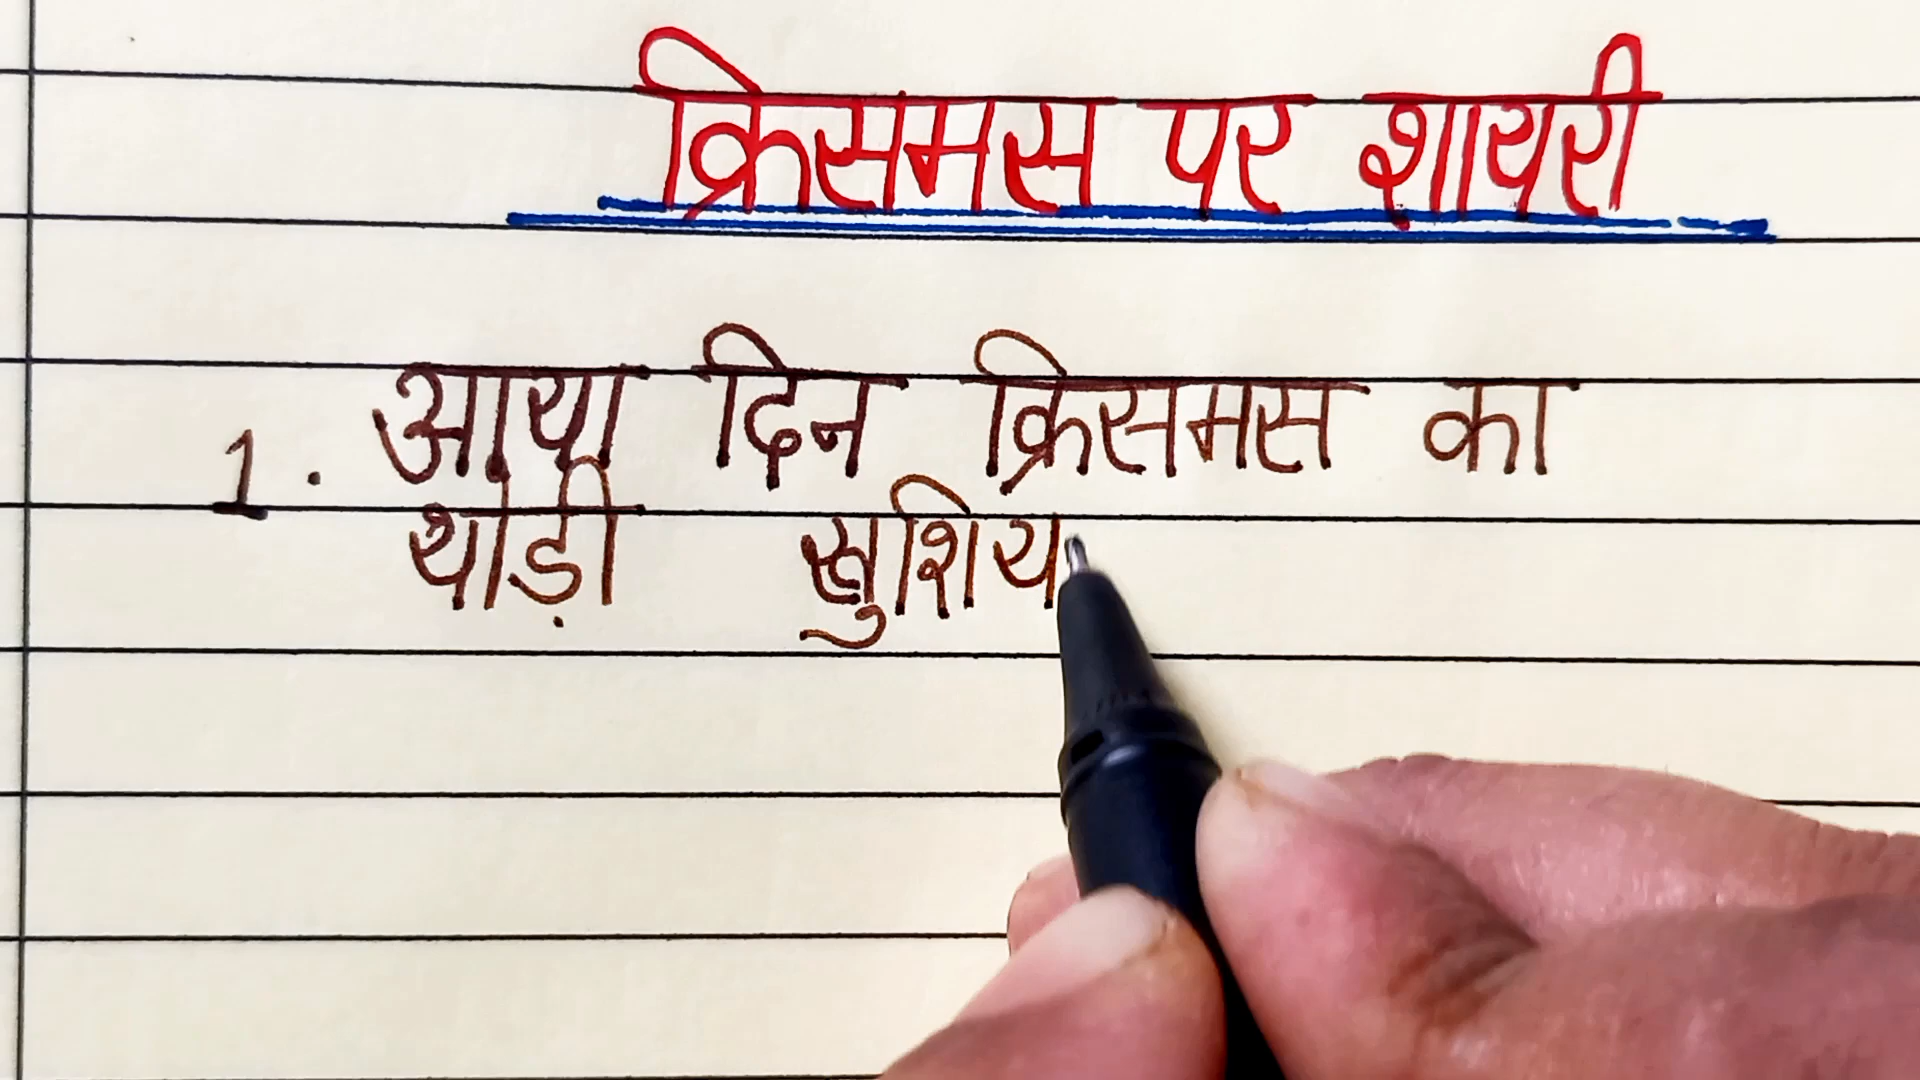 क्रिसमस पर शायरी
1. आया दिन क्रिसमस का
थोड़ी खुशिय